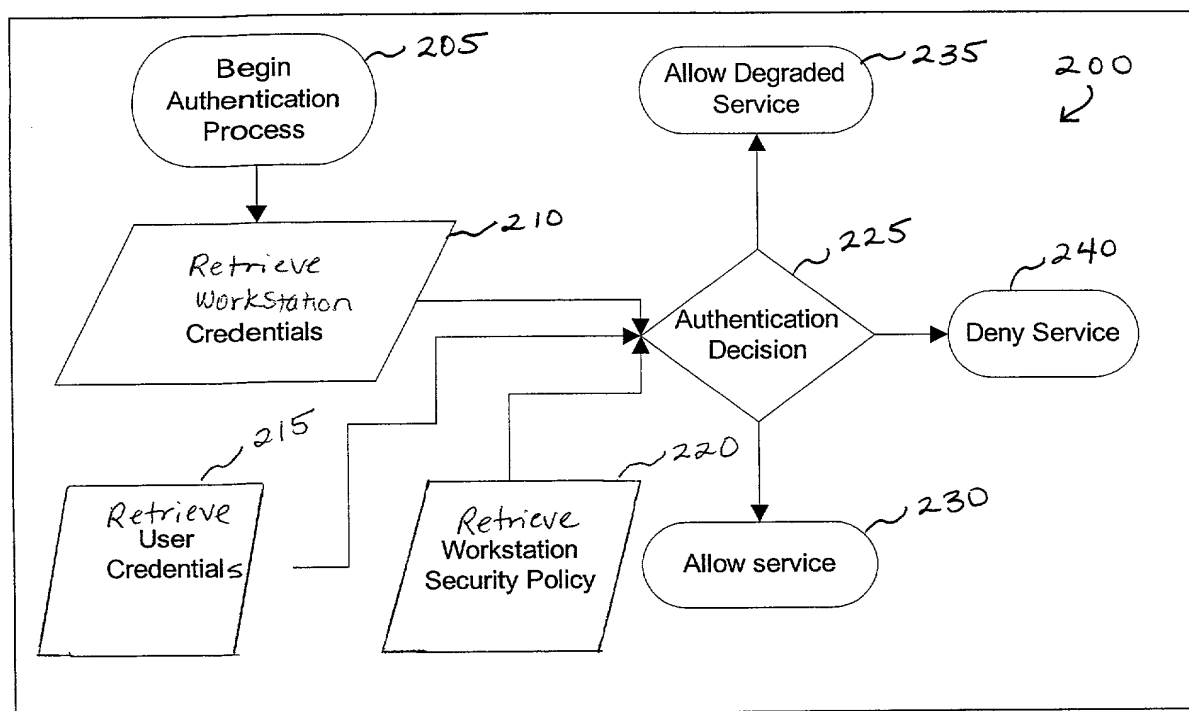 205
Begin
Authentication
Process
235
Allow Degraded
Service
200
210
Retrieve
Workstation
Credentials
225
Authentication
Decision
240
Deny Service
215
Retrieve
User
Credentials
220
Retrieve
Workstation
Security Policy
230
Allow service